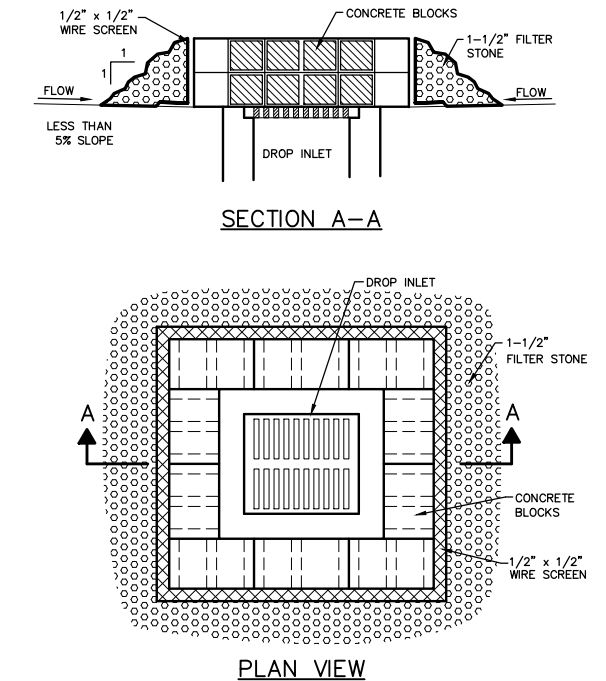 1/2" x 1/2"
WIRE SCREEN
CONCRETE BLOCKS
1-1/2" FILTER
STONE
1
1
FLOW
FLOW
LESS THAN
5% SLOPE
DROP INLET
SECTION A-A
DROP INLET
1-1/2"
FILTER STONE
A
A
CONCRETE
BLOCKS
1/2" x 1/2"
WIRE SCREEN
PLAN VIEW